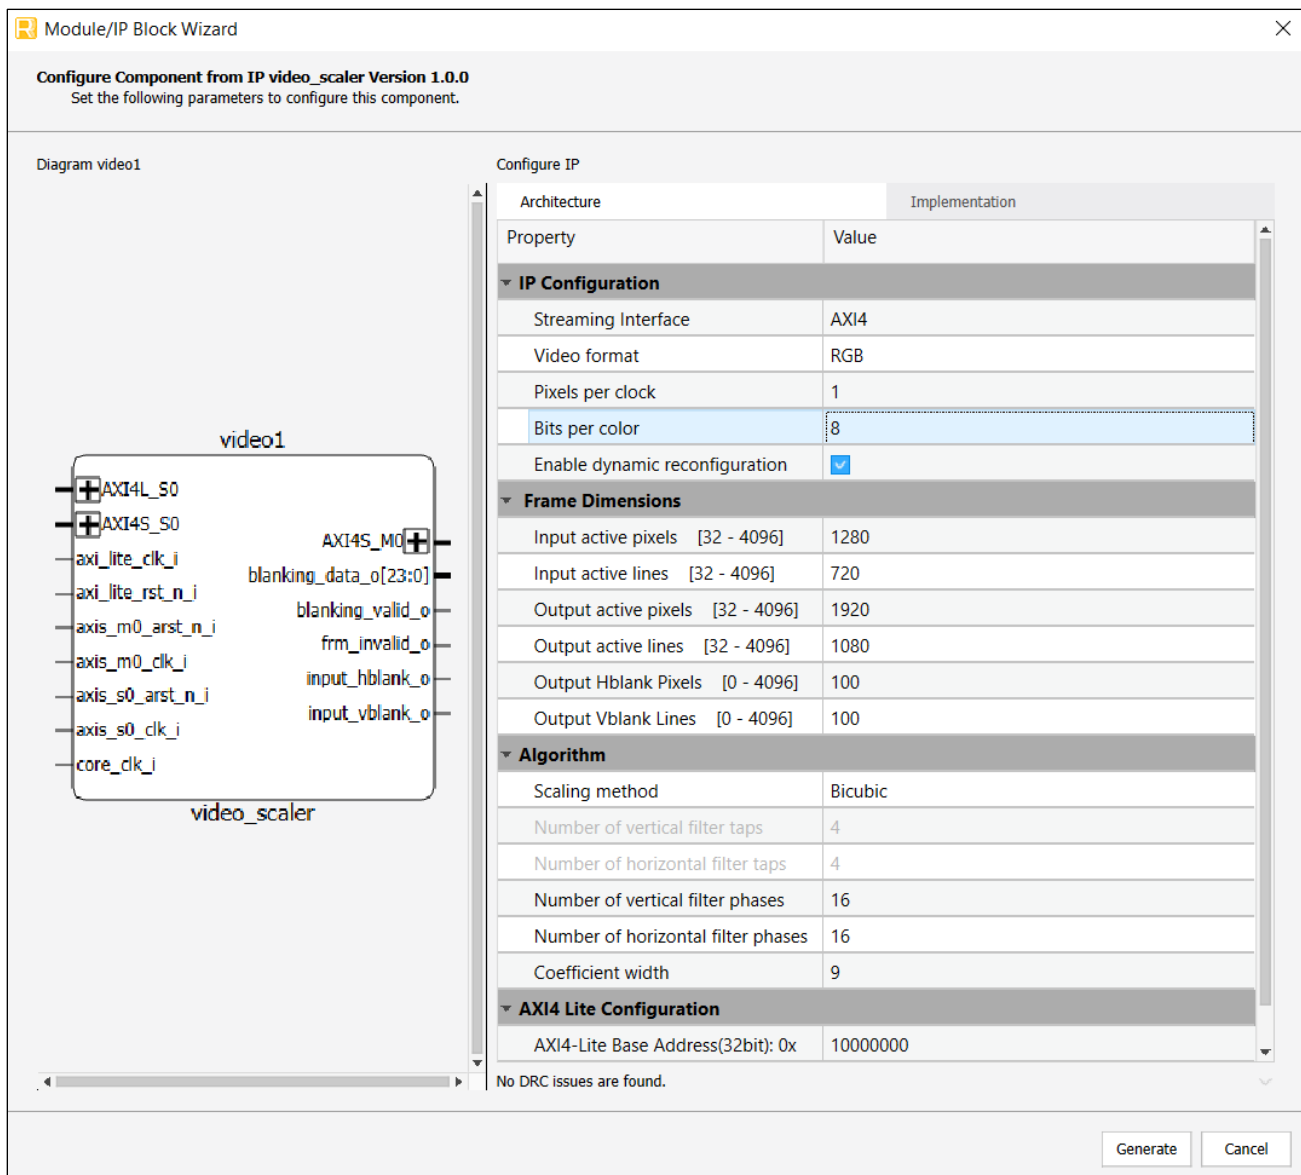 Module/IP Block Wizard
Configure Component from IP video_scaler Version 1.0.0
Set the following parameters to configure this component.
Diagram video1
video1
AXI4L_S0
AXI4S_S0
axi_lite_clk_i
axi_lite_rst_n_i
axis_m0_arst_n_i
axis_m0_clk_i
axis_s0_arst_n_i
axis_s0_clk_i
core_clk_i
AXI4S_M0
blanking_data_o[23:0]
blanking_valid_o
frm_invalid_o
input_hblank_o
input_vblank_o
video_scaler
Configure IP
Architecture Implementation
Property Value
IP Configuration
Streaming Interface AXI4
Video format RGB
Pixels per clock 1
Bits per color 8
Enable dynamic reconfiguration
Frame Dimensions
Input active pixels [32 - 4096] 1280
Input active lines [32 - 4096] 720
Output active pixels [32 - 4096] 1920
Output active lines [32 - 4096] 1080
Output Hblank Pixels [0 - 4096] 100
Output Vblank Lines [0 - 4096] 100
Algorithm
Scaling method Bicubic
Number of vertical filter taps 4
Number of horizontal filter taps 4
Number of vertical filter phases 16
Number of horizontal filter phases 16
Coefficient width 9
AXI4 Lite Configuration
AXI4-Lite Base Address(32bit): 0x 10000000
No DRC issues are found.
Generate Cancel